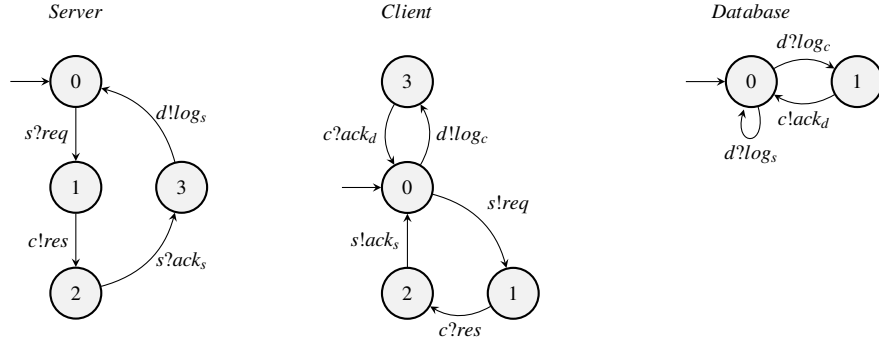 Server
0
s?req
d!log_s
1
3
c!res
s?ack_s
2
Client
3
c?ack_d
d!log_c
0
s!req
s!ack_s
2
1
c?res
Database
d?log_c
0
1
c!ack_d
d?log_s